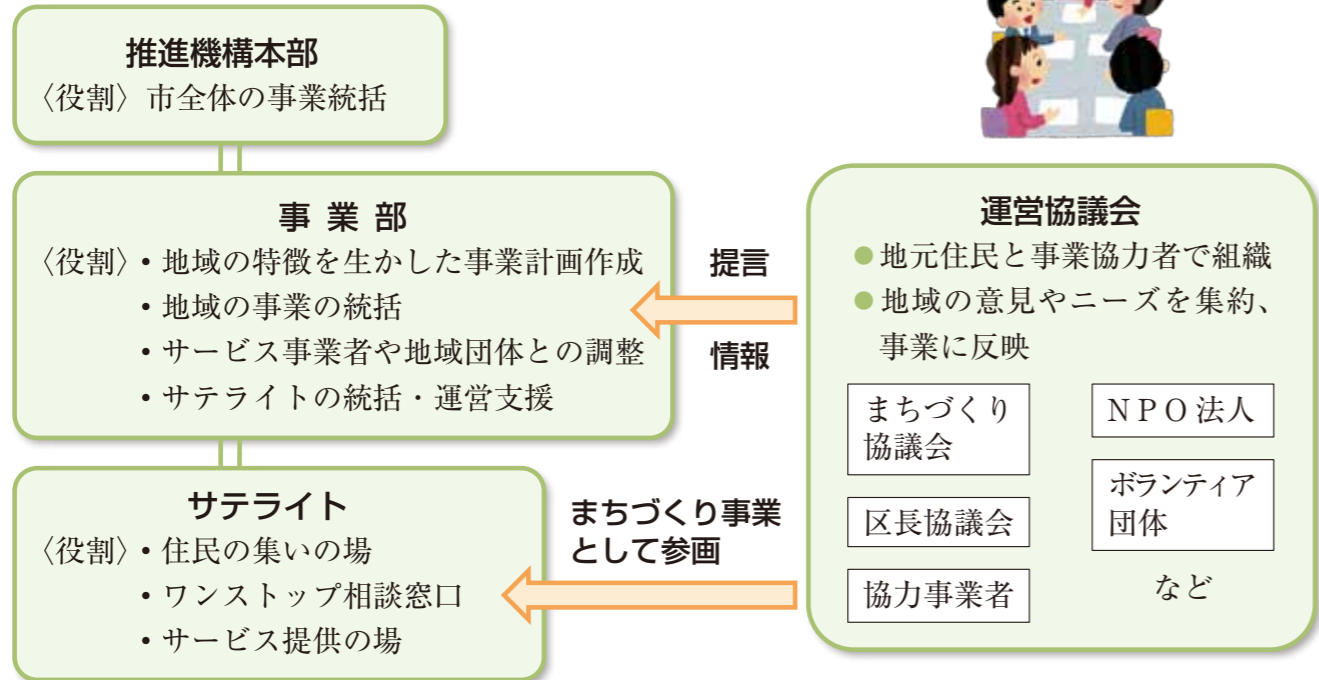 推進機構本部
〈役割〉市全体の事業統括
事業部
〈役割〉・地域の特徴を生かした事業計画作成
・地域の事業の統括
・サービス事業者や地域団体との調整
・サテライトの統括・運営支援
サテライト
〈役割〉・住民の集いの場
・ワンストップ相談窓口
・サービス提供の場
提言
情報
まちづくり事業
として参画
運営協議会
●地元住民と事業協力者で組織
●地域の意見やニーズを集約、
事業に反映
まちづくり
協議会
区長協議会
協力事業者
ＮＰＯ法人
ボランティア
団体
など